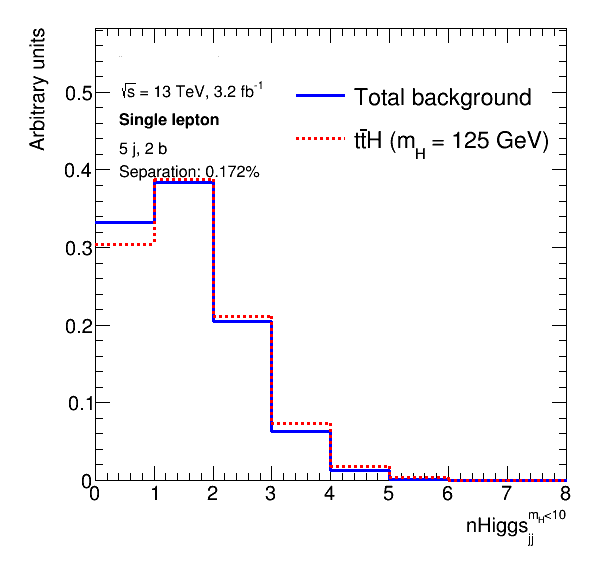 Arbitrary units
√s = 13 TeV, 3.2 fb⁻¹
Single lepton
5 j, 2 b
Separation: 0.172%
Total background
tt̄H (m_H = 125 GeV)
0.5
0.4
0.3
0.2
0.1
0
0 1 2 3 4 5 6 7 8
nHiggs_jj^m_H<10